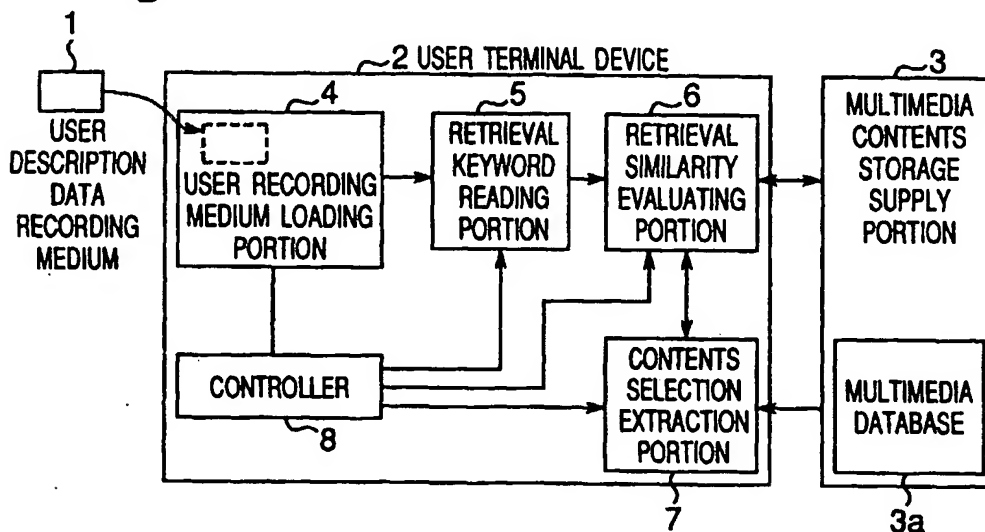 1
USER
DESCRIPTION
DATA
RECORDING
MEDIUM
2 USER TERMINAL DEVICE
4
USER RECORDING
MEDIUM LOADING
PORTION
5
RETRIEVAL
KEYWORD
READING
PORTION
6
RETRIEVAL
SIMILARITY
EVALUATING
PORTION
CONTROLLER
8
CONTENTS
SELECTION
EXTRACTION
PORTION
7
3
MULTIMEDIA
CONTENTS
STORAGE
SUPPLY
PORTION
MULTIMEDIA
DATABASE
3a